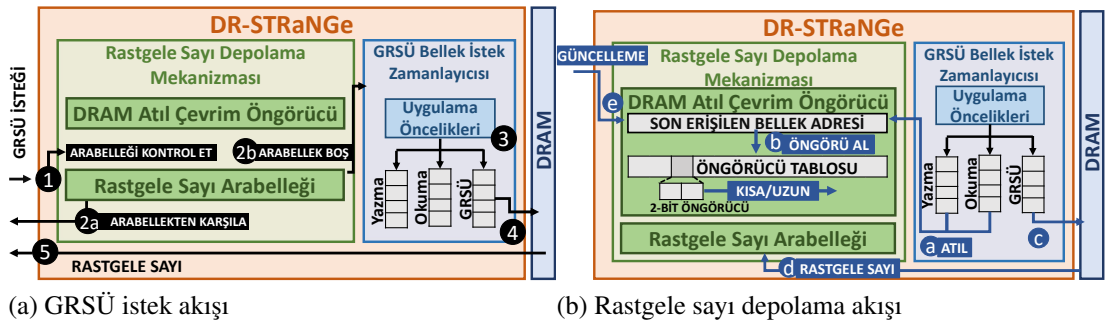 DR-STRaNGe
GRSÜ İSTEĞİ
Rastgele Sayı Depolama
Mekanizması
DRAM Atıl Çevrim Öngörücü
1
ARABELLEĞİ KONTROL ET
2b
ARABELLEK BOŞ
Rastgele Sayı Arabelleği
2a
ARABELLEKTEN KARŞILA
5
RASTGELE SAYI
GRSÜ Bellek İstek
Zamanlayıcısı
Uygulama
Öncelikleri
3
Yazma
Okuma
GRSÜ
4
DRAM
(a) GRSÜ istek akışı
DR-STRaNGe
GÜNCELLEME
e
Rastgele Sayı Depolama
Mekanizması
DRAM Atıl Çevrim Öngörücü
SON ERİŞİLEN BELLEK ADRESİ
b
ÖNGÖRÜ AL
ÖNGÖRÜCÜ TABLOSU
KISA/UZUN
2-BİT ÖNGÖRÜCÜ
Rastgele Sayı Arabelleği
d
RASTGELE SAYI
GRSÜ Bellek İstek
Zamanlayıcısı
Uygulama
Öncelikleri
Yazma
Okuma
GRSÜ
a
ATIL
c
DRAM
(b) Rastgele sayı depolama akışı